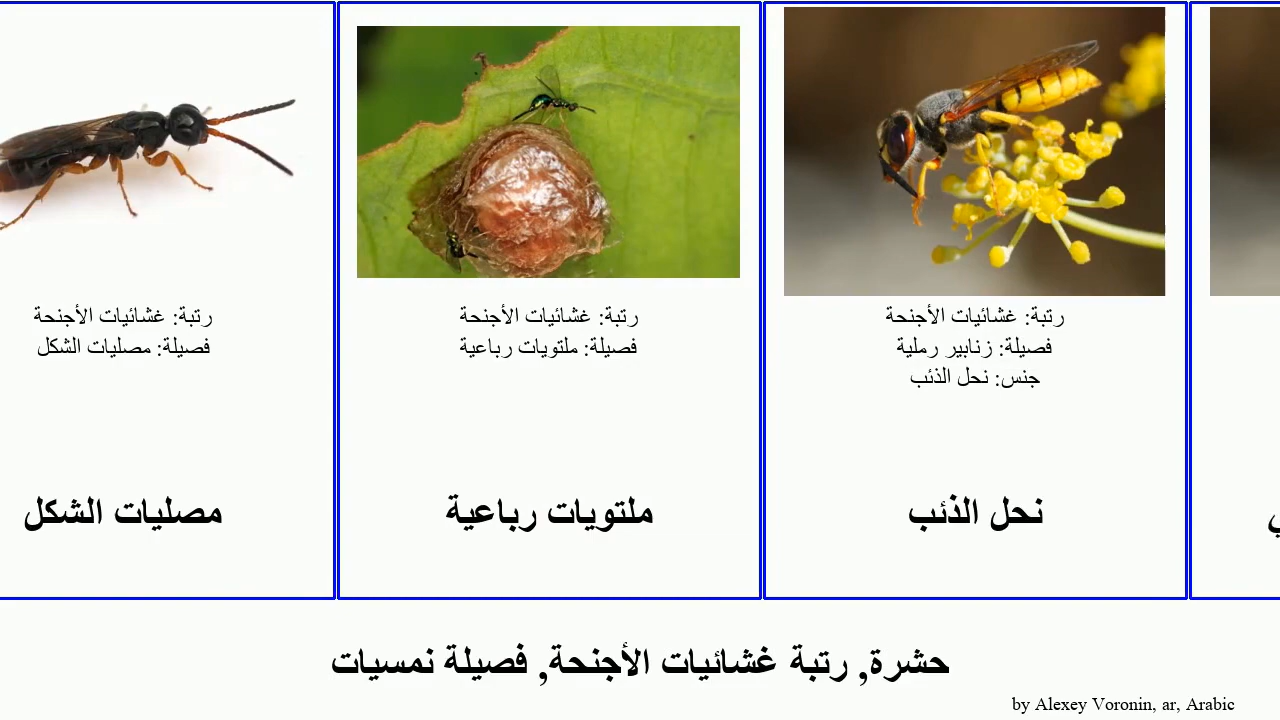 رتبة: غشائيات الأجنحة
فصيلة: مصليات الشكل
مصليات الشكل
رتبة: غشائيات الأجنحة
فصيلة: ملتويات رباعية
ملتويات رباعية
رتبة: غشائيات الأجنحة
فصيلة: زنابير رملية
جنس: نحل الذئب
نحل الذئب
حشرة, رتبة غشائيات الأجنحة, فصيلة نمسيات
by Alexey Voronin, ar, Arabic